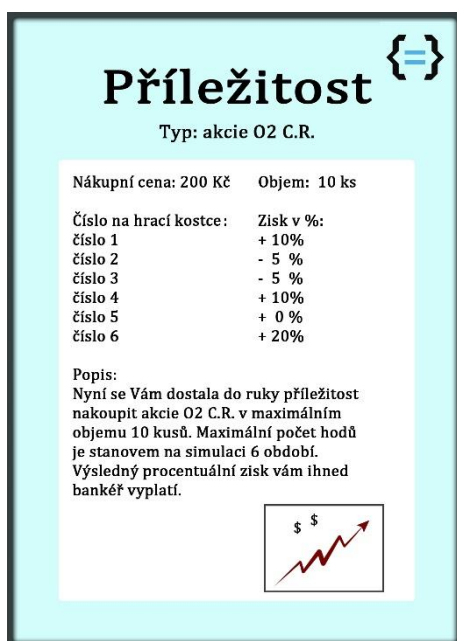 {=}
Příležitost
Typ: akcie O2 C.R.
Nákupní cena: 200 Kč Objem: 10 ks
Číslo na hrací kostce: Zisk v %:
číslo 1 + 10%
číslo 2 - 5 %
číslo 3 - 5 %
číslo 4 + 10%
číslo 5 + 0 %
číslo 6 + 20%
Popis:
Nyní se Vám dostala do ruky příležitost
nakoupit akcie O2 C.R. v maximálním
objemu 10 kusů. Maximální počet hodů
je stanovem na simulaci 6 období.
Výsledný procentuální zisk vám ihned
bankéř vyplatí.
$ $